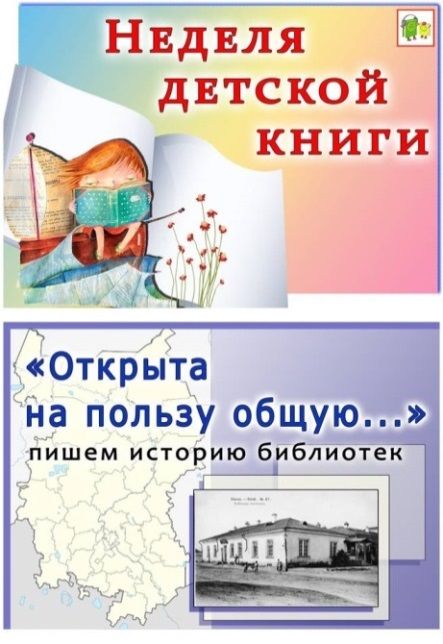 Неделя
детской
книги
«Открыта
на пользу общую...»
пишем историю библиотек